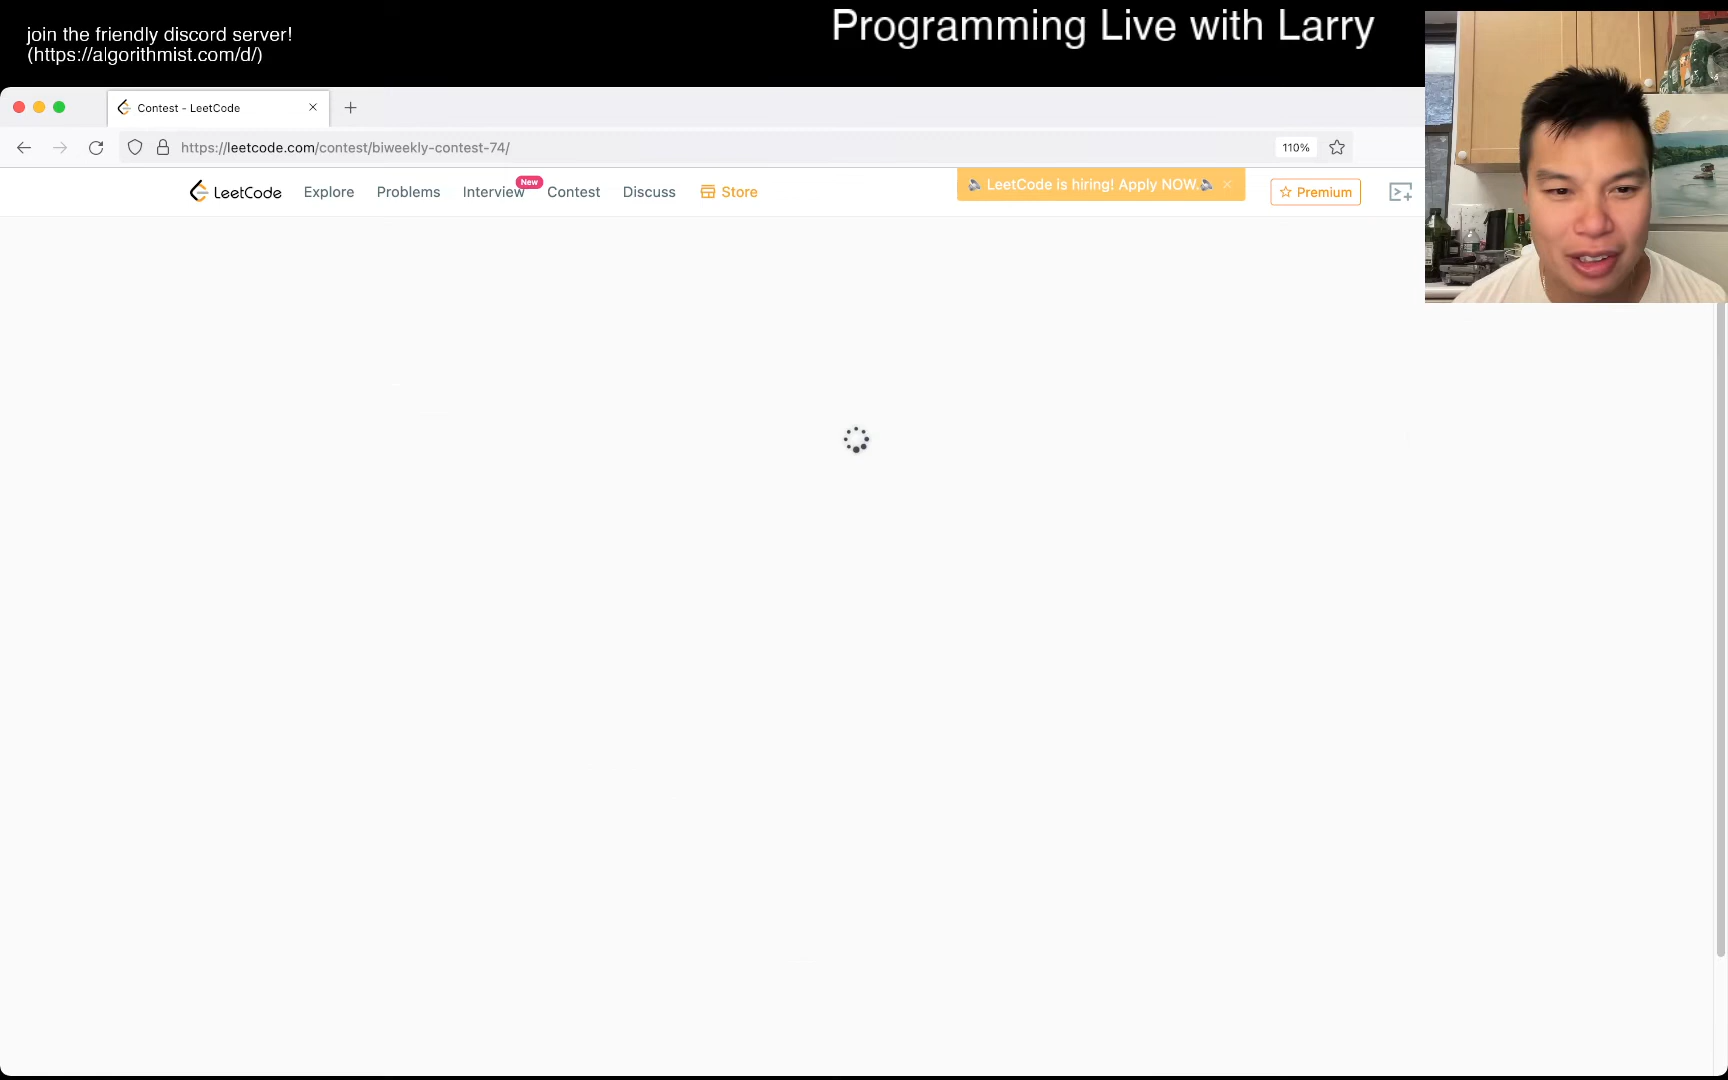 join the friendly discord server!
(https://algorithmist.com/d/)
Programming Live with Larry
Contest - LeetCode
https://leetcode.com/contest/biweekly-contest-74/
110%
LeetCode
Explore
Problems
Interview
New
Contest
Discuss
Store
LeetCode is hiring! Apply NOW.
Premium